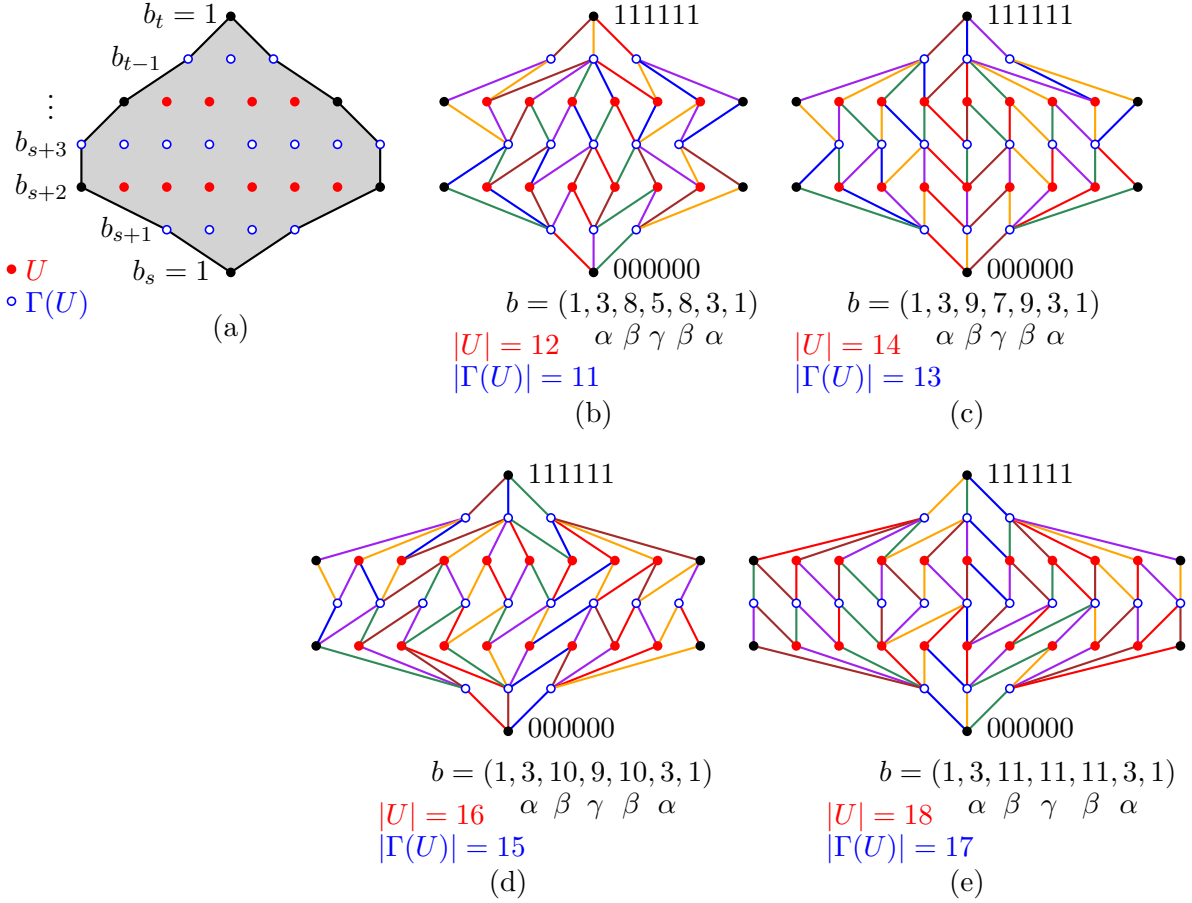 b_t = 1
b_{t−1}
⋮
b_{s+3}
b_{s+2}
b_{s+1}
b_s = 1
U
Γ(U)
(a)
111111
000000
b = (1, 3, 8, 5, 8, 3, 1)
α β γ β α
|U| = 12
|Γ(U)| = 11
(b)
111111
000000
b = (1, 3, 9, 7, 9, 3, 1)
α β γ β α
|U| = 14
|Γ(U)| = 13
(c)
111111
000000
b = (1, 3, 10, 9, 10, 3, 1)
α β γ β α
|U| = 16
|Γ(U)| = 15
(d)
111111
000000
b = (1, 3, 11, 11, 11, 3, 1)
α β γ β α
|U| = 18
|Γ(U)| = 17
(e)